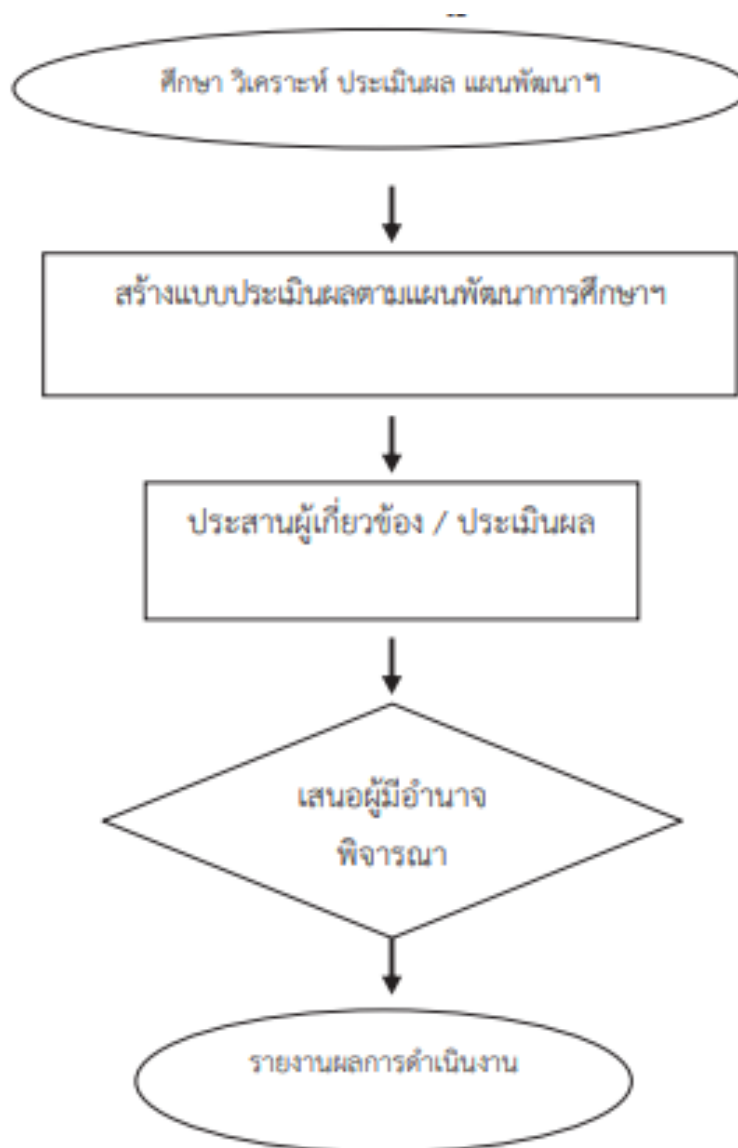 ศึกษา วิเคราะห์ ประเมินผล แผนพัฒนาฯ
สร้างแบบประเมินผลตามแผนพัฒนาการศึกษาฯ
ประสานผู้เกี่ยวข้อง / ประเมินผล
เสนอผู้มีอำนาจ
พิจารณา
รายงานผลการดำเนินงาน